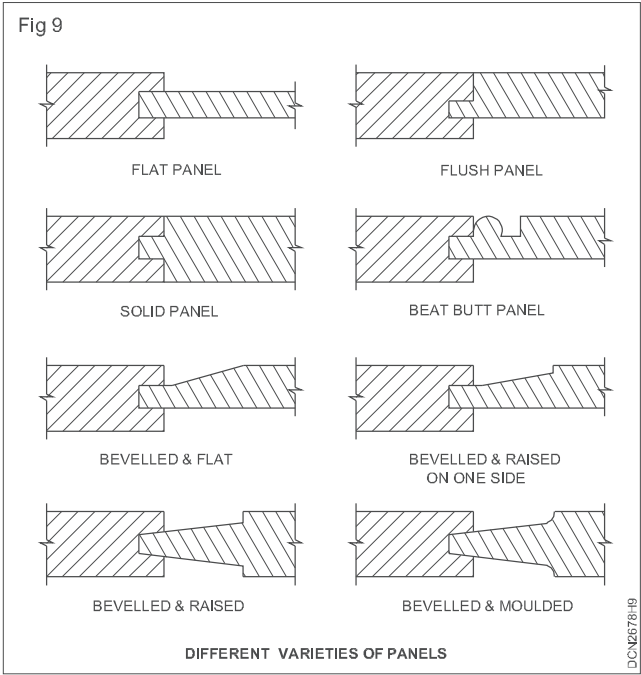 Fig 9
FLAT PANEL
FLUSH PANEL
SOLID PANEL
BEAT BUTT PANEL
BEVELLED & FLAT
BEVELLED & RAISED
ON ONE SIDE
BEVELLED & RAISED
BEVELLED & MOULDED
DIFFERENT VARIETIES OF PANELS
DCN2678H9